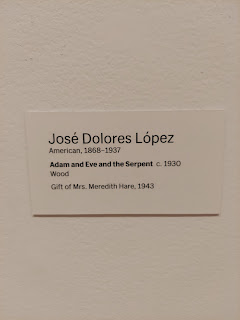 José Dolores López
American, 1868–1937
Adam and Eve and the Serpent c. 1930
Wood
Gift of Mrs. Meredith Hare, 1943